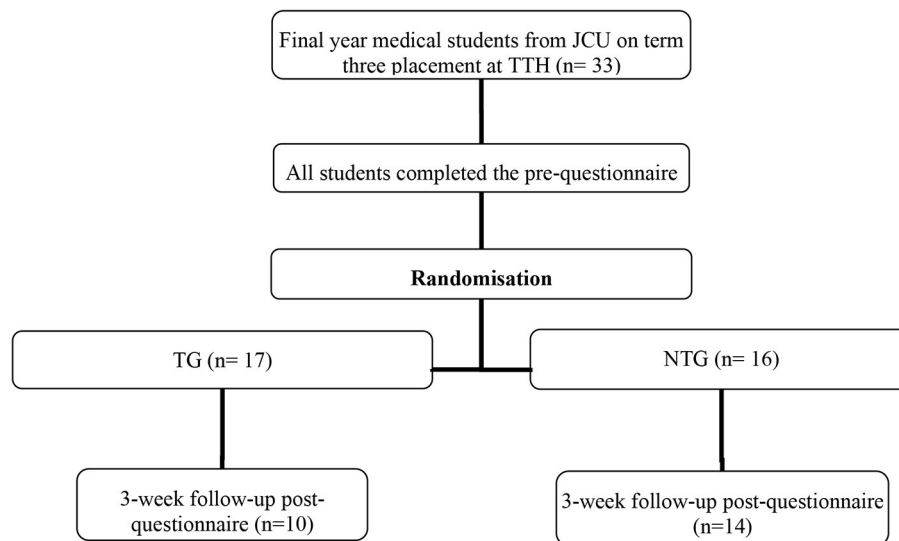 Final year medical students from JCU on term
three placement at TTH (n= 33)
All students completed the pre-questionnaire
Randomisation
TG (n= 17)
NTG (n= 16)
3-week follow-up post-
questionnaire (n=10)
3-week follow-up post-questionnaire
(n=14)